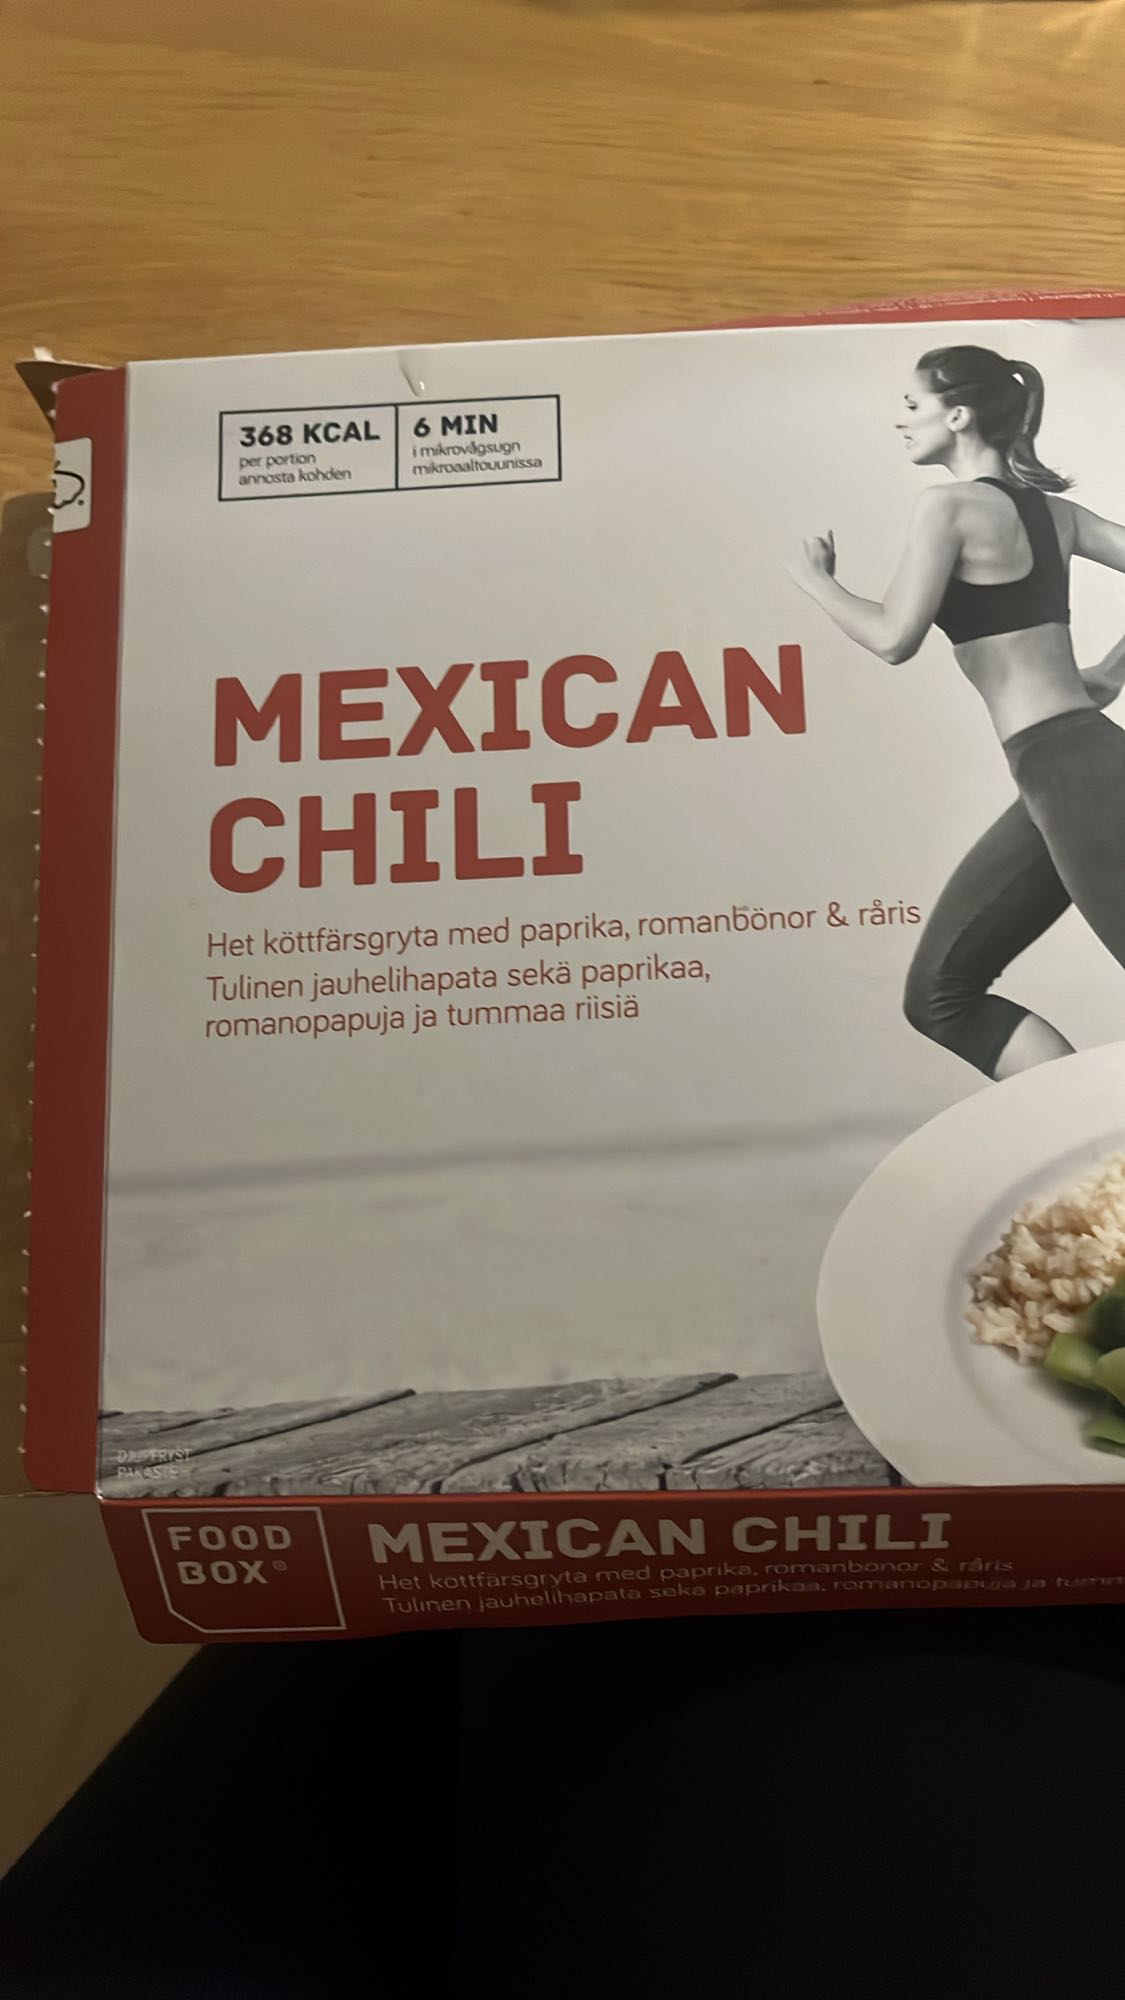 368 KCAL
per portion
annosta kohden
6 MIN
i mikrovågsugn
mikroaaltouunissa
MEXICAN
CHILI
Het köttfärsgryta med paprika, romanbönor & råris
Tulinen jauhelihapata sekä paprikaa,
romanopapuja ja tummaa riisiä
DJUPFRYST
PAKASTE
FOOD
BOX®
MEXICAN CHILI
Het köttfärsgryta med paprika, romanbönor & råris
Tulinen jauhelihapata sekä paprikaa, romanopapuja ja